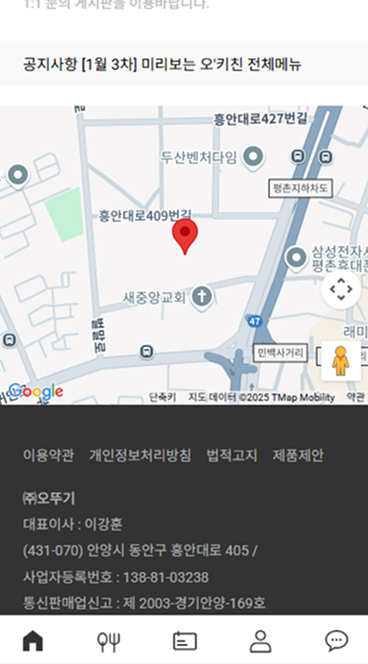 1:1 문의 게시판을 이용바랍니다.
공지사항 [1월 3차] 미리보는 오'키친 전체메뉴
흥안대로427번길
두산벤처다임
평촌지하차도
흥안대로409번길
삼성전자서
평촌휴대폰
새중앙교회
47
벌말로
래미
민백사거리
Google
단축키
지도 데이터 ©2025 TMap Mobility
약관
이용약관 개인정보처리방침 법적고지 제품제안
㈜오뚜기
대표이사 : 이강훈
(431-070) 안양시 동안구 흥안대로 405 /
사업자등록번호 : 138-81-03238
통신판매업신고 : 제 2003-경기안양-169호